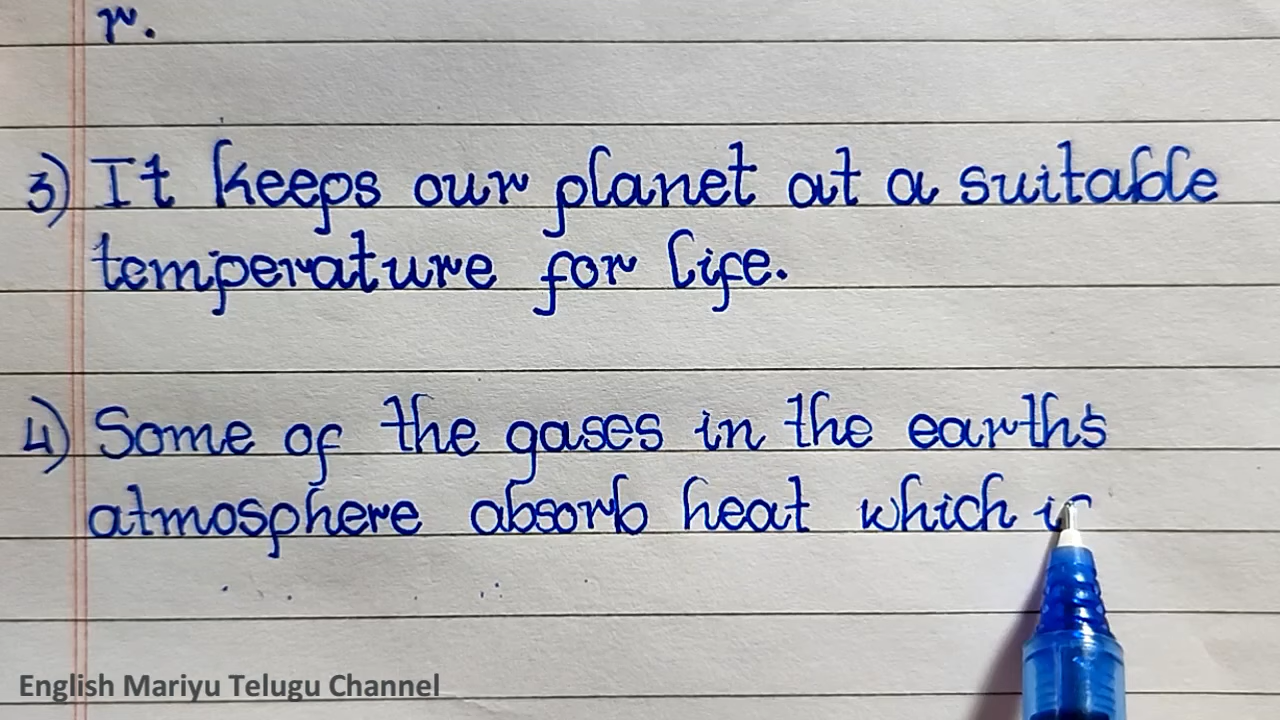 r.
3) It keeps our planet at a suitable
temperature for life.
4) Some of the gases in the earths
atmosphere absorb heat which
English Mariyu Telugu Channel